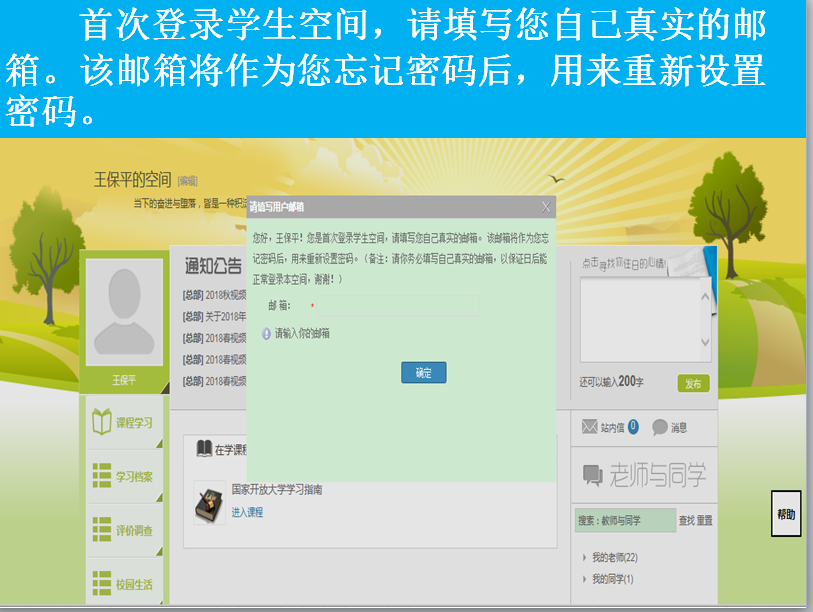 首次登录学生空间，请填写您自己真实的邮
箱。该邮箱将作为您忘记密码后，用来重新设置
密码。
王保平的空间 [编辑]
当下的奋进与堕落，皆是一种积
请填写用户邮箱 X
您好，王保平！您是首次登录学生空间，请填写您自己真实的邮箱。该邮箱将作为您忘
记密码后，用来重新设置密码。（备注：请你务必填写自己真实的邮箱，以保证日后能
正常登录本空间，谢谢！）
邮 箱： *
请输入你的邮箱
确定
通知公告
[总部] 2018秋视频
[总部] 关于2018年
[总部] 2018春视频
[总部] 2018春视频
[总部] 2018春视频
王保平
课程学习
学习档案
评价调查
校园生活
在学课程
国家开放大学学习指南
进入课程
点击寻找你往日的心情
还可以输入200字
发布
站内信 0 消息
老师与同学
搜素：教师与同学 查找 重置
我的老师(22)
我的同学(1)
帮助